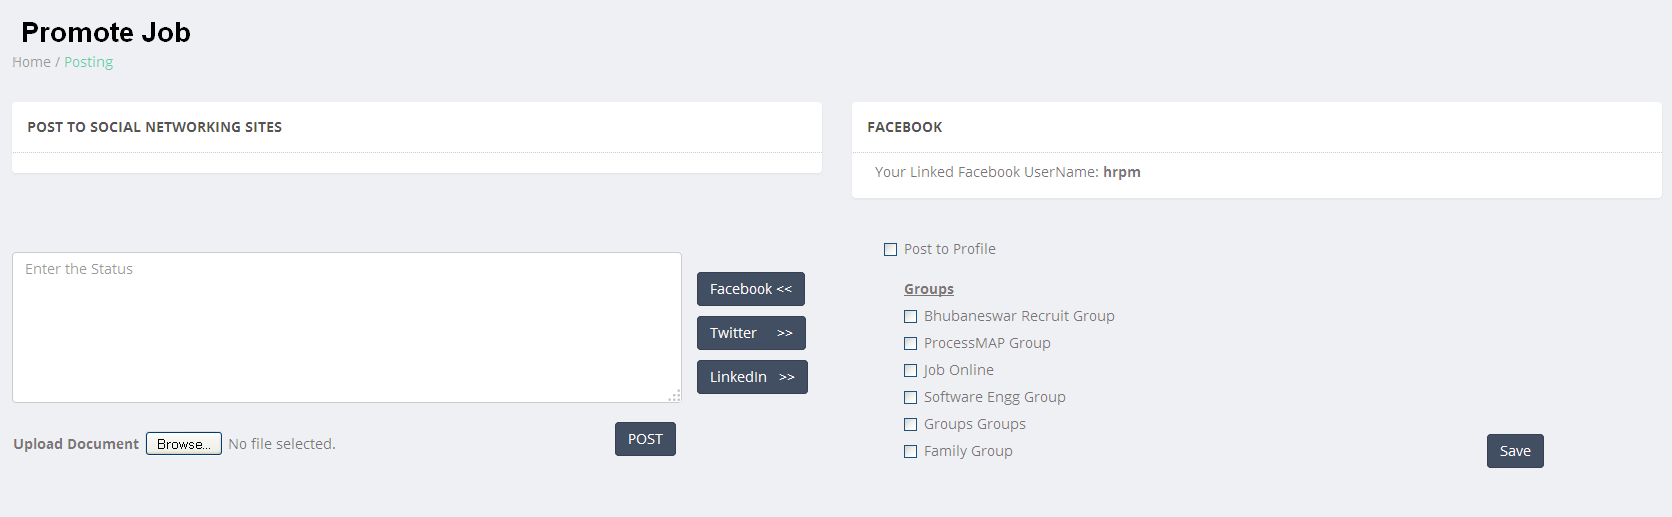 Promote Job
Home / Posting
POST TO SOCIAL NETWORKING SITES
Enter the Status
Facebook <<
Twitter >>
LinkedIn >>
Upload Document Browse... No file selected.
POST
FACEBOOK
Your Linked Facebook UserName: hrpm
Post to Profile
Groups
Bhubaneswar Recruit Group
ProcessMAP Group
Job Online
Software Engg Group
Groups Groups
Family Group
Save